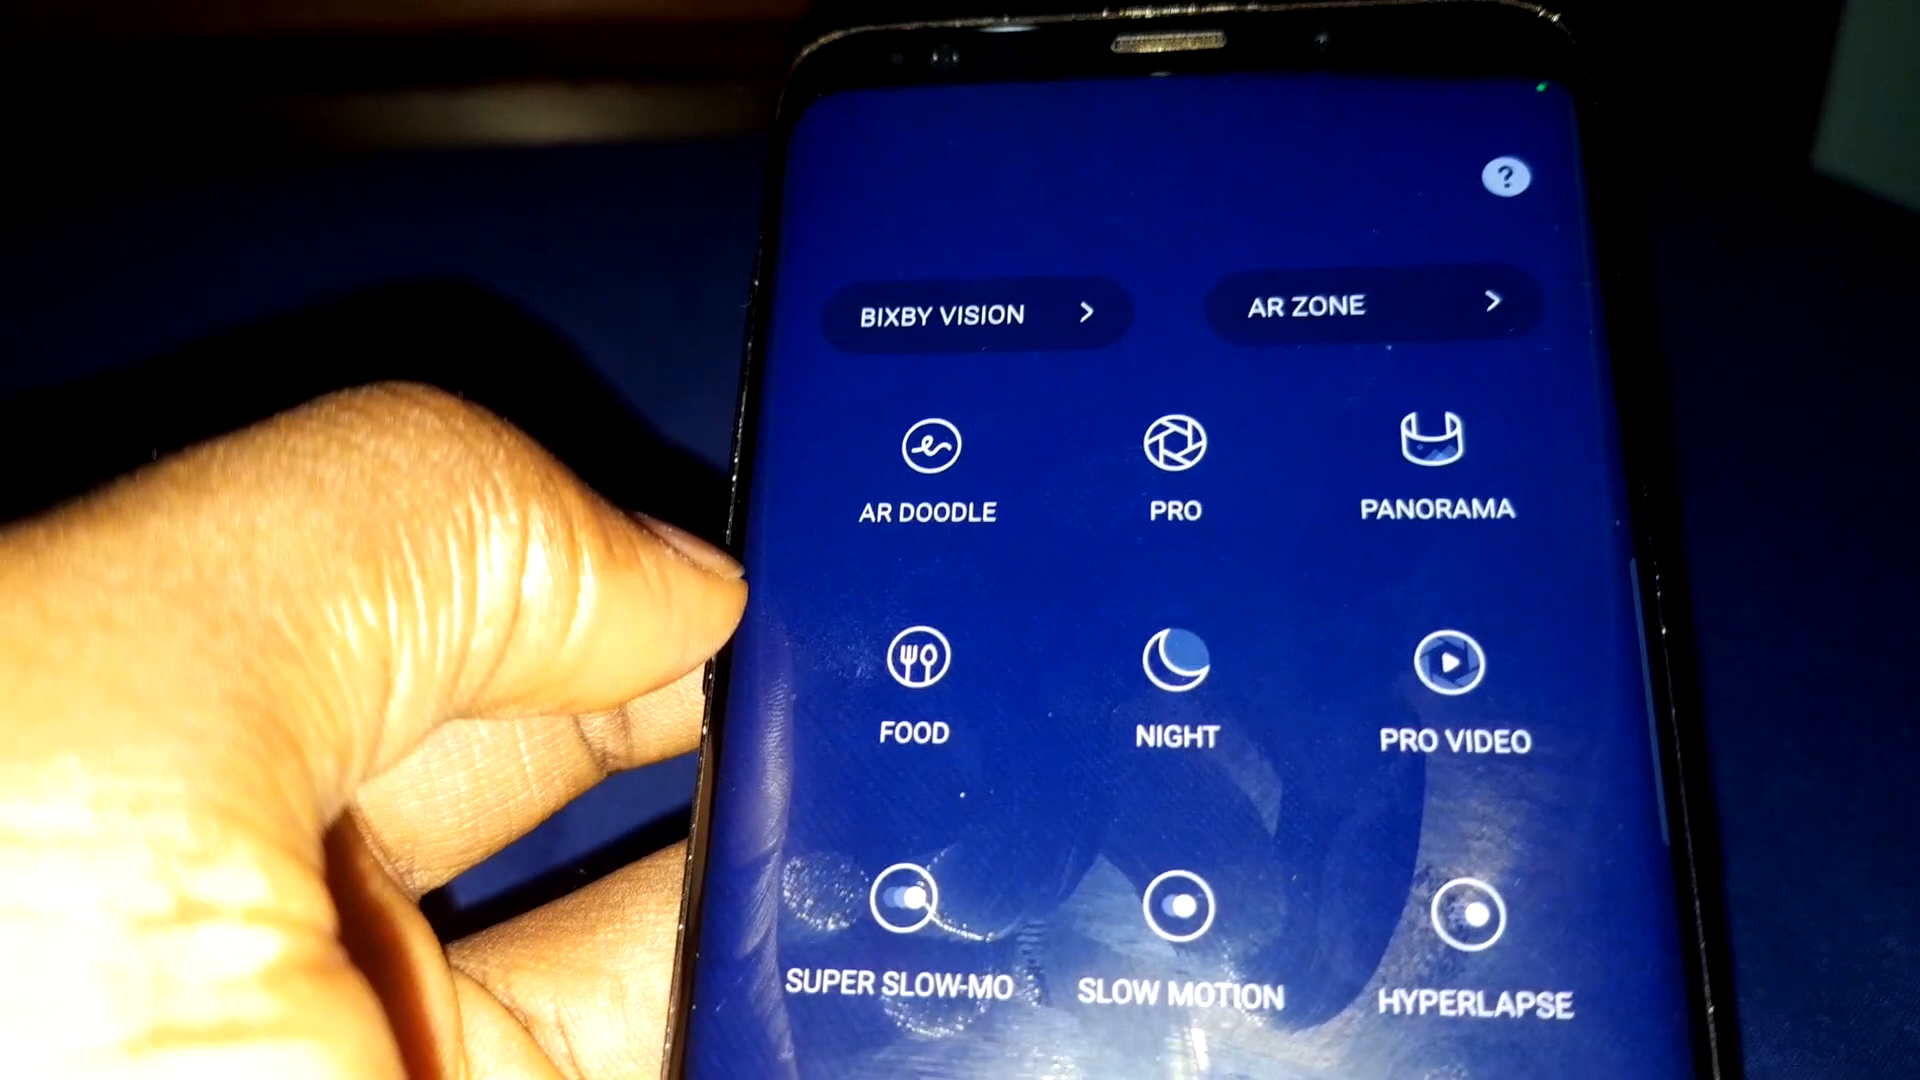 ?
BIXBY VISION >
AR ZONE >
AR DOODLE
PRO
PANORAMA
FOOD
NIGHT
PRO VIDEO
SUPER SLOW-MO
SLOW MOTION
HYPERLAPSE